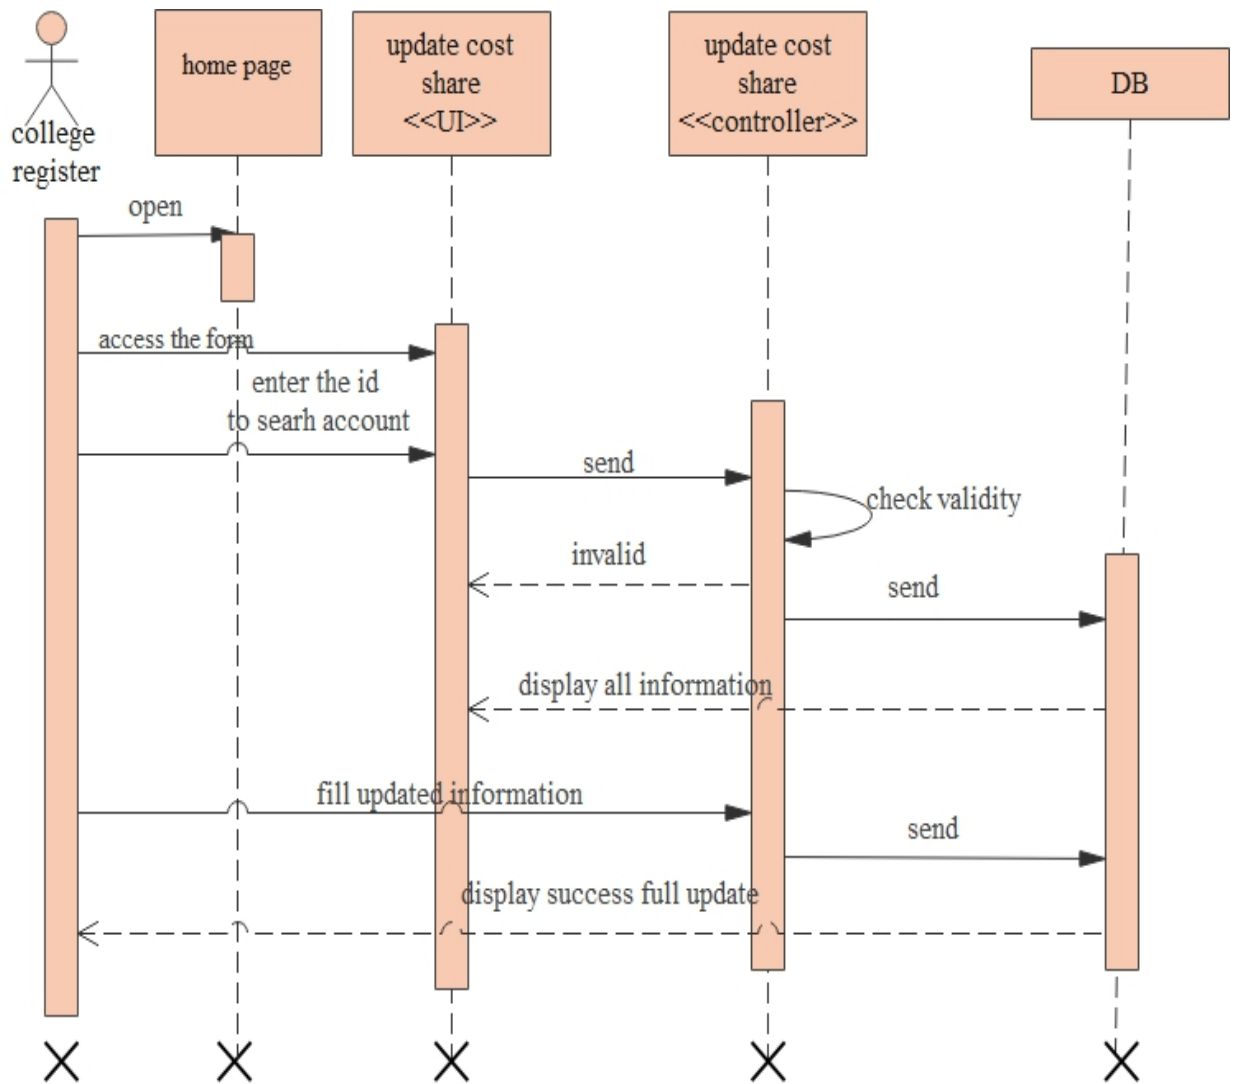 college
register
home page
update cost
share
<<UI>>
update cost
share
<<controller>>
DB
open
access the form
enter the id
to searh account
send
check validity
invalid
send
display all information
fill updated information
send
display success full update